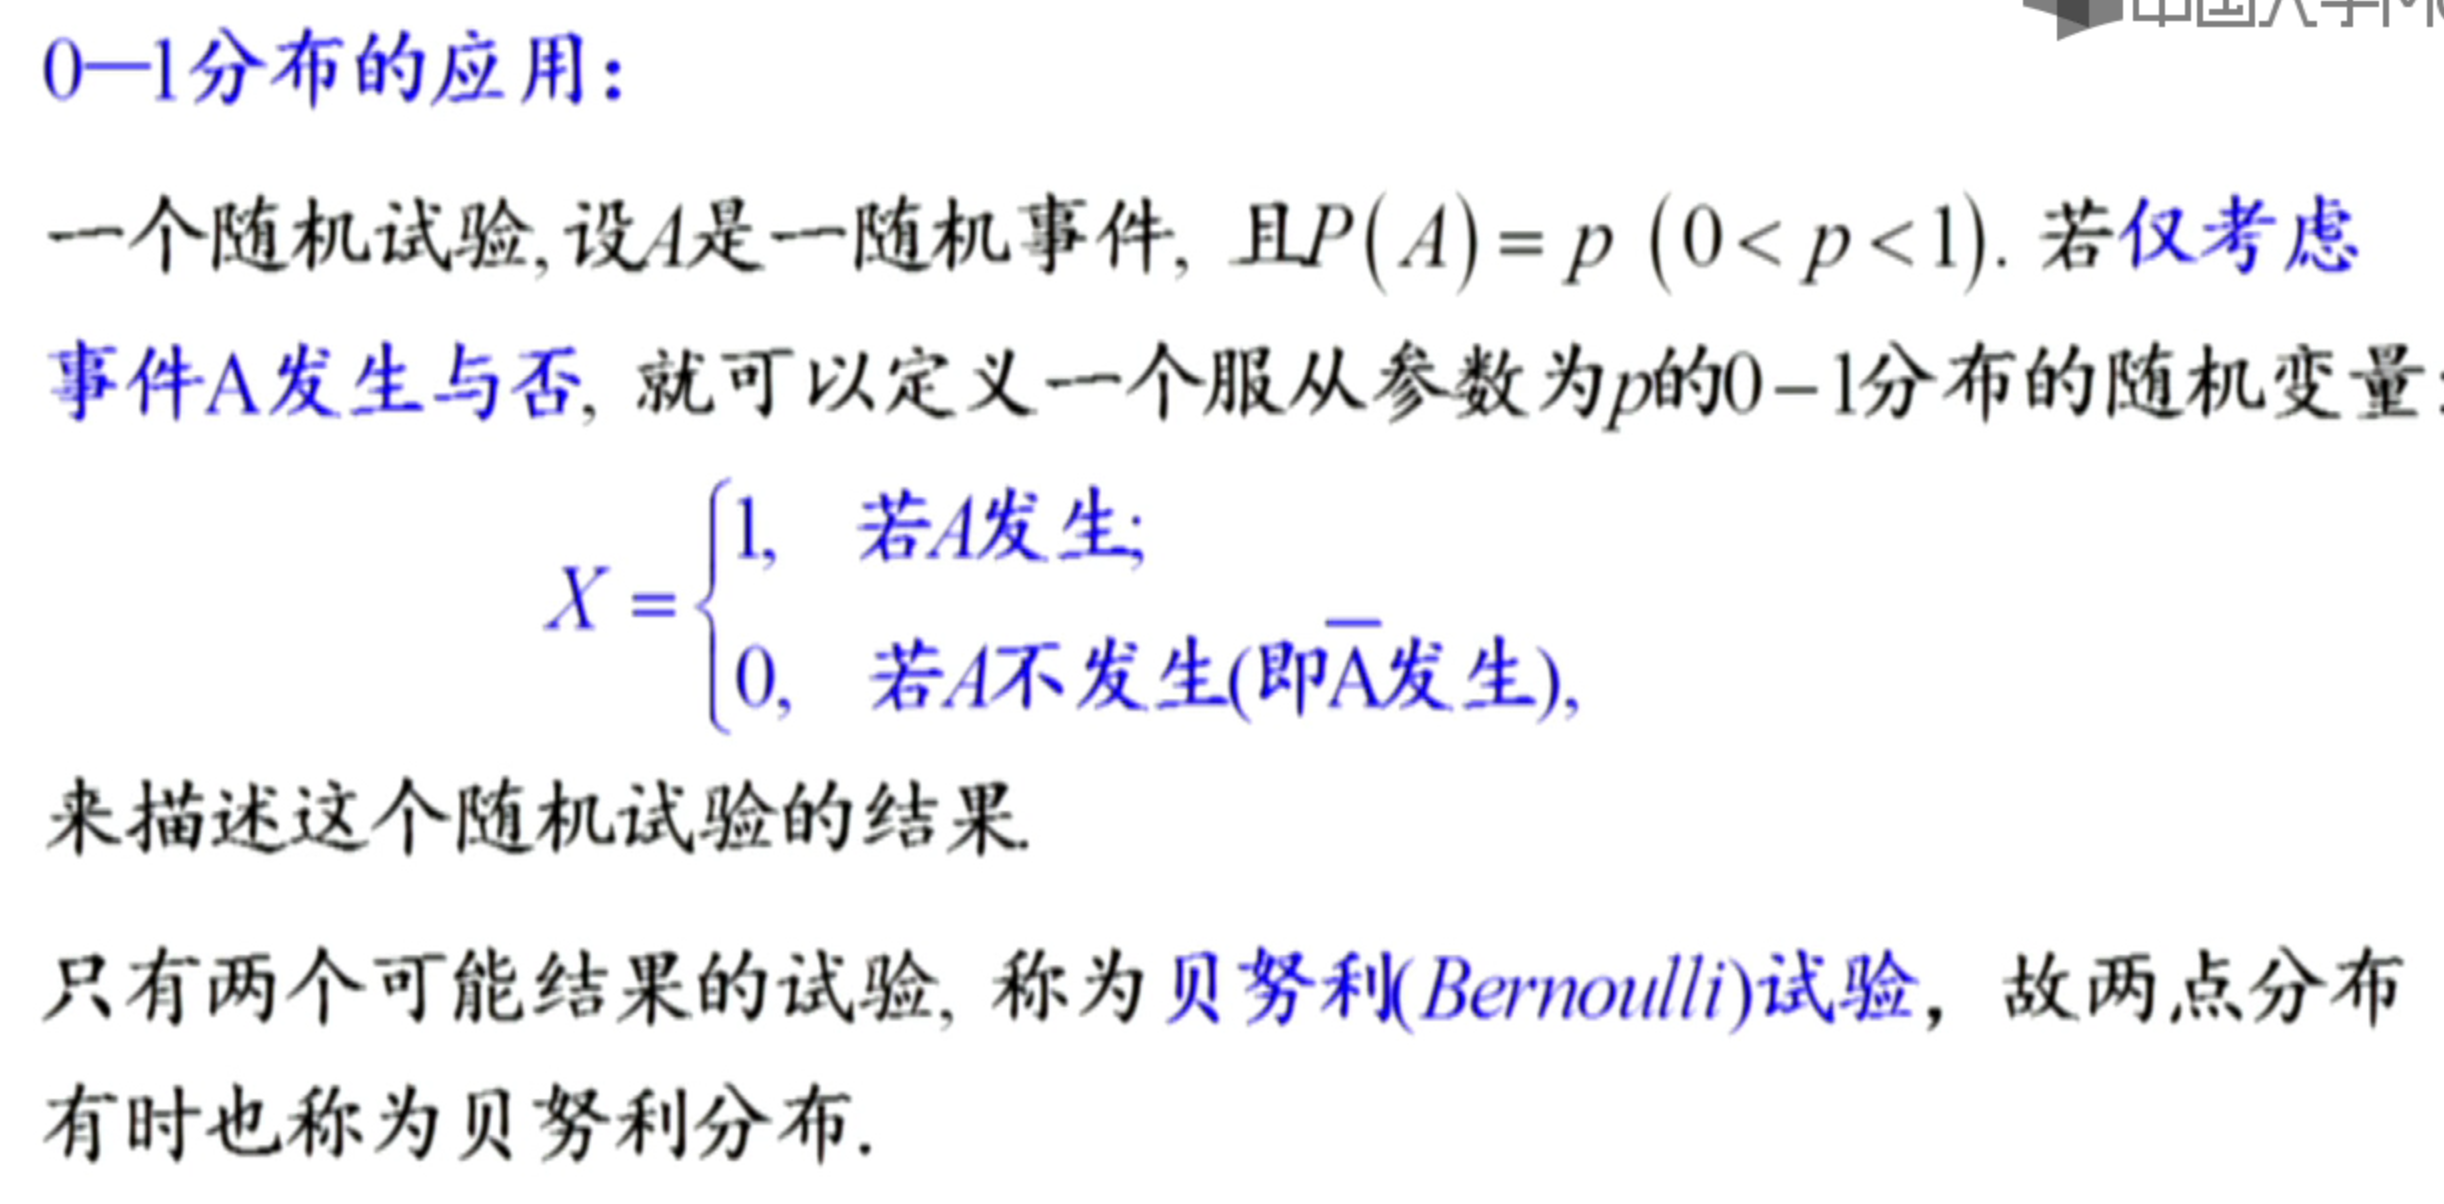 中国大学M
0—1分布的应用：
一个随机试验,设A是一随机事件, 且P(A)=p (0<p<1). 若仅考虑
事件A发生与否, 就可以定义一个服从参数为p的0-1分布的随机变量:
X={1, 若A发生;
0, 若A不发生(即A̅发生),
来描述这个随机试验的结果.
只有两个可能结果的试验, 称为贝努利(Bernoulli)试验，故两点分布
有时也称为贝努利分布.